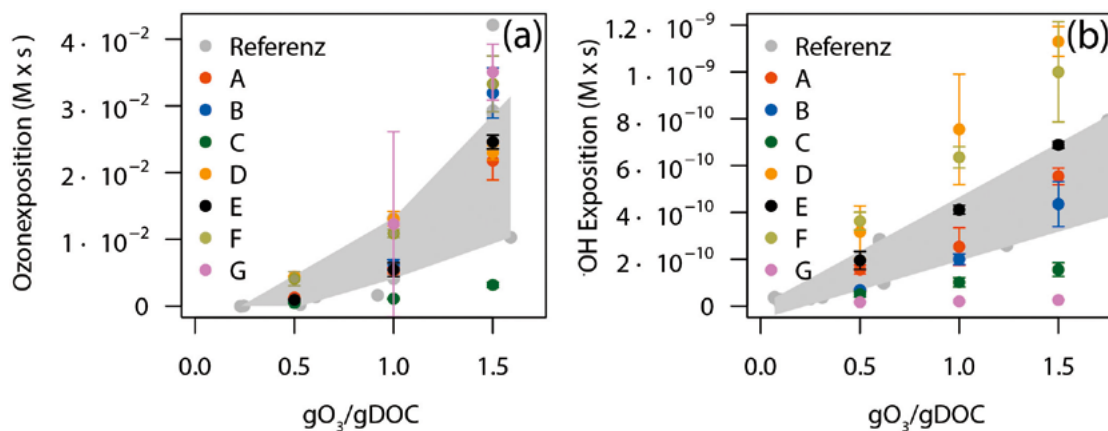 (a)
Ozonexposition (M x s)
4· 10⁻²
3· 10⁻²
2· 10⁻²
1· 10⁻²
0
Referenz
A
B
C
D
E
F
G
0.0 0.5 1.0 1.5
gO₃/gDOC
(b)
·OH Exposition (M x s)
1.2· 10⁻⁹
1· 10⁻⁹
8· 10⁻¹⁰
6· 10⁻¹⁰
4· 10⁻¹⁰
2· 10⁻¹⁰
0
Referenz
A
B
C
D
E
F
G
0.0 0.5 1.0 1.5
gO₃/gDOC